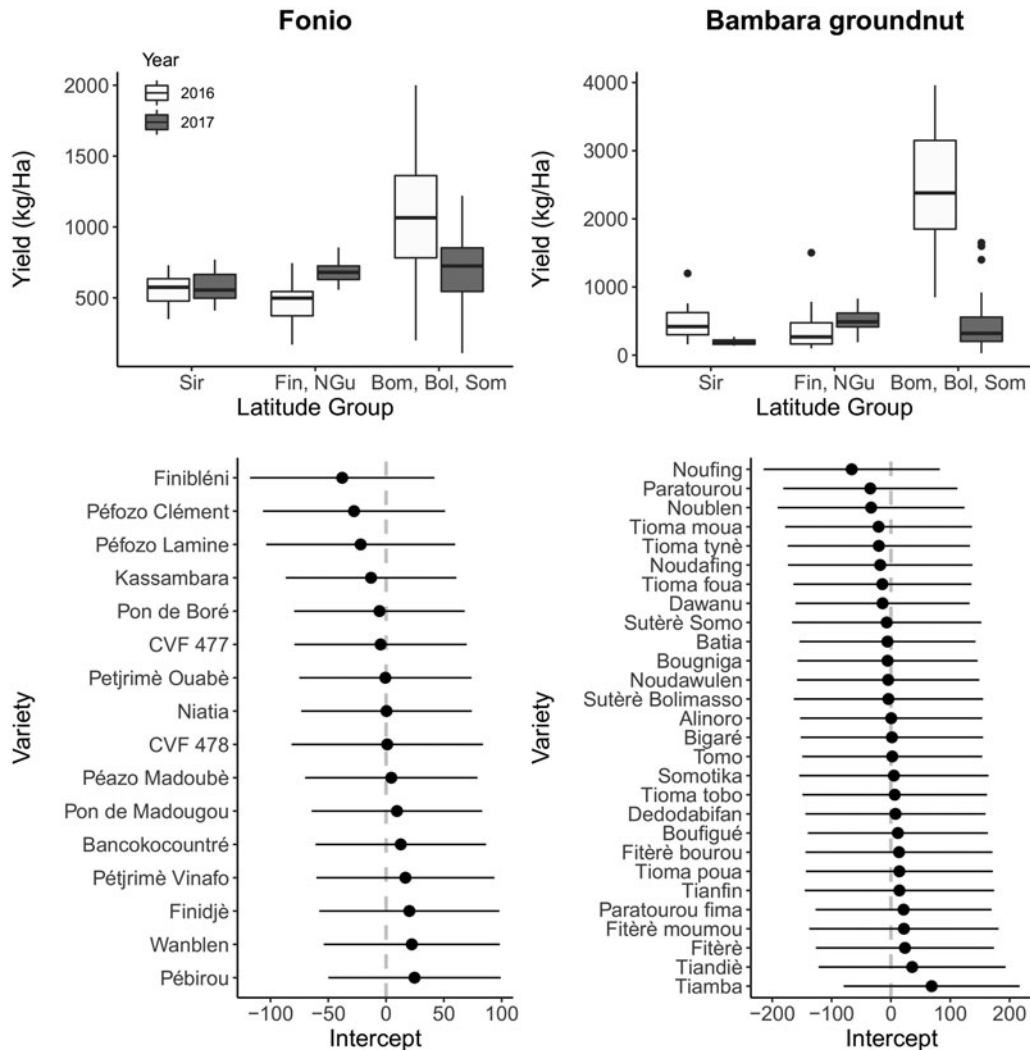 Fonio
Year
2016
2017
2000
1500
1000
500
Yield (kg/Ha)
Sir
Fin, NGu
Bom, Bol, Som
Latitude Group
Bambara groundnut
4000
3000
2000
1000
0
Yield (kg/Ha)
Sir
Fin, NGu
Bom, Bol, Som
Latitude Group
Variety
Finibléni
Péfozo Clément
Péfozo Lamine
Kassambara
Pon de Boré
CVF 477
Petjrimè Ouabè
Niatia
CVF 478
Péazo Madoubè
Pon de Madougou
Bancokocountré
Pétjrimè Vinafo
Finidjè
Wanblen
Pébirou
−100 −50 0 50 100
Intercept
Variety
Noufing
Paratourou
Noublen
Tioma moua
Tioma tynè
Noudafing
Tioma foua
Dawanu
Sutèrè Somo
Batia
Bougniga
Noudawulen
Sutèrè Bolimasso
Alinoro
Bigaré
Tomo
Somotika
Tioma tobo
Dedodabifan
Boufigué
Fitèrè bourou
Tioma poua
Tianfin
Paratourou fima
Fitèrè moumou
Fitèrè
Tiandiè
Tiamba
−200 −100 0 100 200
Intercept